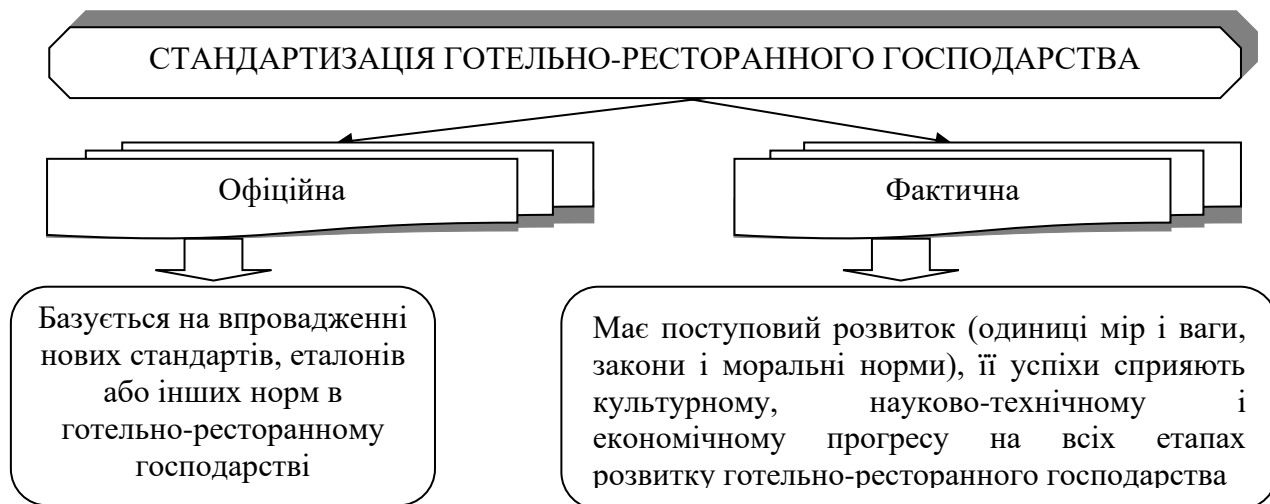 СТАНДАРТИЗАЦІЯ ГОТЕЛЬНО-РЕСТОРАННОГО ГОСПОДАРСТВА
Офіційна
Фактична
Базується на впровадженні
нових стандартів, еталонів
або інших норм в
готельно-ресторанному
господарстві
Має поступовий розвиток (одиниці мір і ваги,
закони і моральні норми), її успіхи сприяють
культурному, науково-технічному і
економічному прогресу на всіх етапах
розвитку готельно-ресторанного господарства